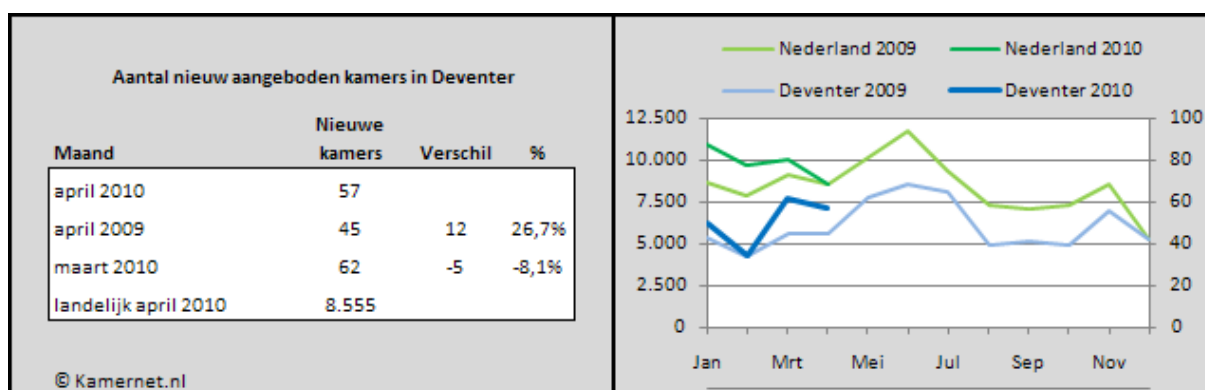 Aantal nieuw aangeboden kamers in Deventer
Nieuwe
Maand kamers Verschil %
april 2010 57
april 2009 45 12 26,7%
maart 2010 62 -5 -8,1%
landelijk april 2010 8.555
© Kamernet.nl
Nederland 2009 Nederland 2010
Deventer 2009 Deventer 2010
12.500 100
10.000 80
7.500 60
5.000 40
2.500 20
0 0
Jan Mrt Mei Jul Sep Nov